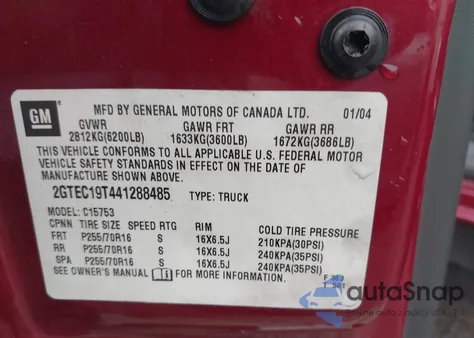 GM
MFD BY GENERAL MOTORS OF CANADA LTD. 01/04
GVWR GAWR FRT GAWR RR
2812KG(6200LB) 1633KG(3600LB) 1672KG(3686LB)
THIS VEHICLE CONFORMS TO ALL APPLICABLE U.S. FEDERAL MOTOR
VEHICLE SAFETY STANDARDS IN EFFECT ON THE DATE OF
MANUFACTURE SHOWN ABOVE.
2GTEC19T441288485 TYPE: TRUCK
MODEL: C15753
CPNN TIRE SIZE SPEED RTG RIM COLD TIRE PRESSURE
FRT P255/70R16 S 16X6.5J 210KPA(30PSI)
RR P255/70R16 S 16X6.5J 240KPA(35PSI)
SPA P255/70R16 S 16X6.5J 240KPA(35PSI)
SEE OWNER'S MANUAL FOR MORE INFORMATION.
autoSnap